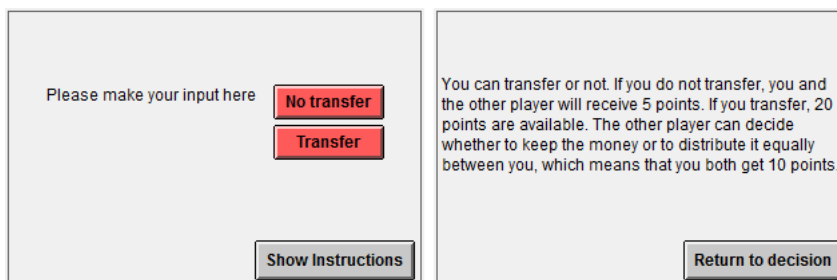 Please make your input here
No transfer
Transfer
Show Instructions
You can transfer or not. If you do not transfer, you and
the other player will receive 5 points. If you transfer, 20
points are available. The other player can decide
whether to keep the money or to distribute it equally
between you, which means that you both get 10 points.
Return to decision